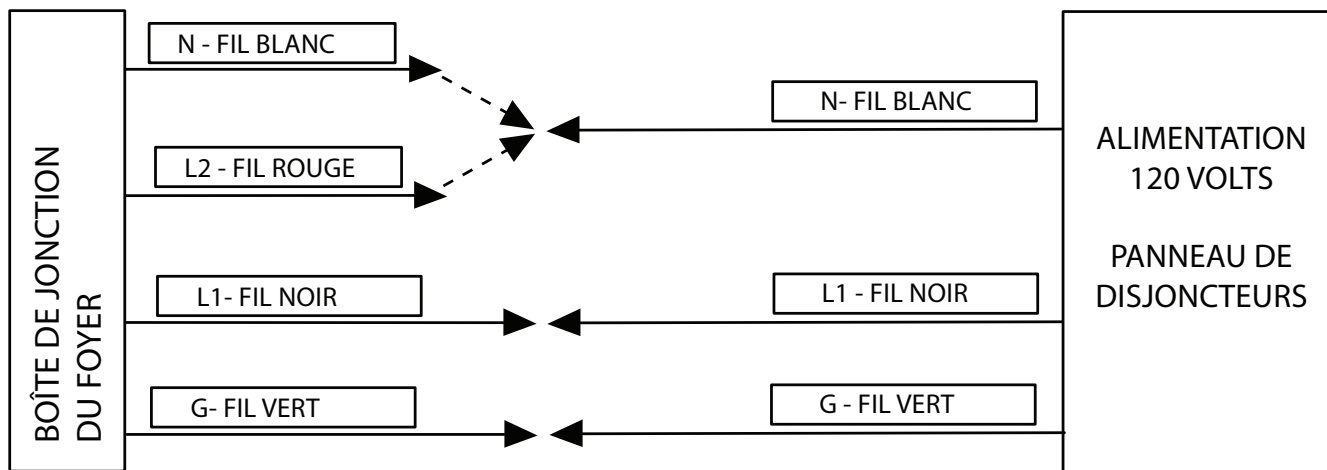 BOÎTE DE JONCTION
DU FOYER
N - FIL BLANC
L2 - FIL ROUGE
L1- FIL NOIR
G- FIL VERT
N- FIL BLANC
L1 - FIL NOIR
G - FIL VERT
ALIMENTATION
120 VOLTS
PANNEAU DE
DISJONCTEURS